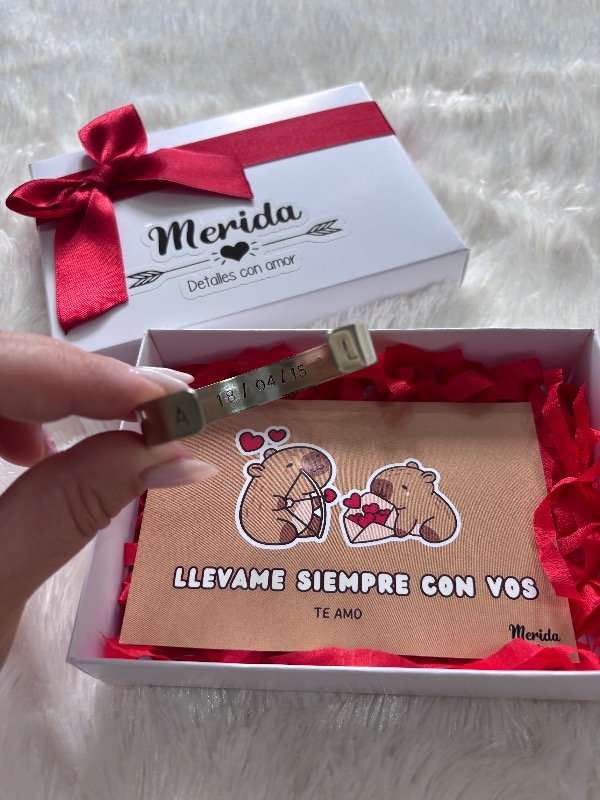 Merida
Detalles con amor
A 18/04/15 L
LLEVAME SIEMPRE CON VOS
TE AMO
Merida